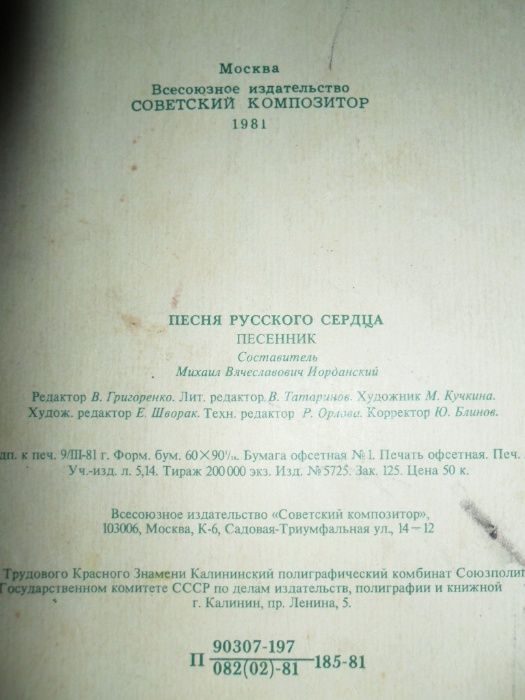 Москва
Всесоюзное издательство
СОВЕТСКИЙ КОМПОЗИТОР
1981
ПЕСНЯ РУССКОГО СЕРДЦА
ПЕСЕННИК
Составитель
Михаил Вячеславович Иорданский
Редактор В. Григоренко. Лит. редактор В. Татаринов. Художник М. Кучкина.
Худож. редактор Е. Шворак. Техн. редактор Р. Орлова. Корректор Ю. Блинов.
дп. к печ. 9/III-81 г. Форм. бум. 60×90¹/₁₆. Бумага офсетная №1. Печать офсетная. Печ.
Уч.-изд. л. 5,14. Тираж 200 000 экз. Изд. №5725. Зак. 125. Цена 50 к.
Всесоюзное издательство «Советский композитор»,
103006, Москва, К-6, Садовая-Триумфальная ул., 14—12
Трудового Красного Знамени Калининский полиграфический комбинат Союзполиг
Государственном комитете СССР по делам издательств, полиграфии и книжной
г. Калинин, пр. Ленина, 5.
П 90307-197
082(02)-81 185-81